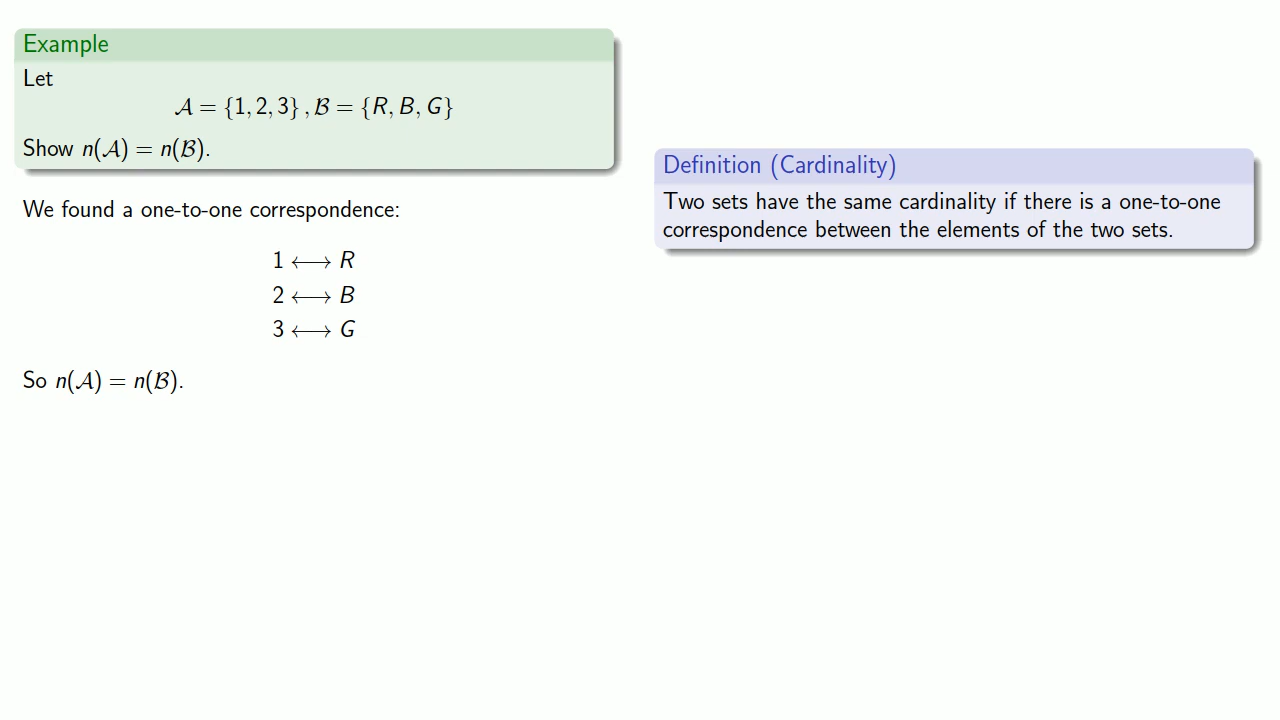 Example
Let
𝒜 = {1, 2, 3} , ℬ = {R, B, G}
Show n(𝒜) = n(ℬ).
We found a one-to-one correspondence:
1 ⟷ R
2 ⟷ B
3 ⟷ G
So n(𝒜) = n(ℬ).
Definition (Cardinality)
Two sets have the same cardinality if there is a one-to-one
correspondence between the elements of the two sets.